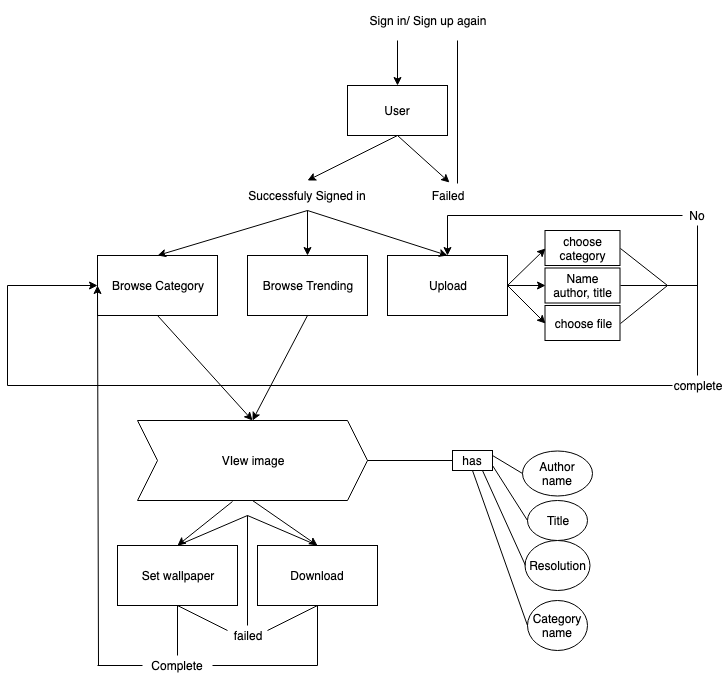 Sign in/ Sign up again
User
Successfuly Signed in
Failed
No
Browse Category
Browse Trending
Upload
choose
category
Name
author, title
choose file
complete
VIew image
has
Author
name
Title
Resolution
Category
name
Set wallpaper
Download
failed
Complete